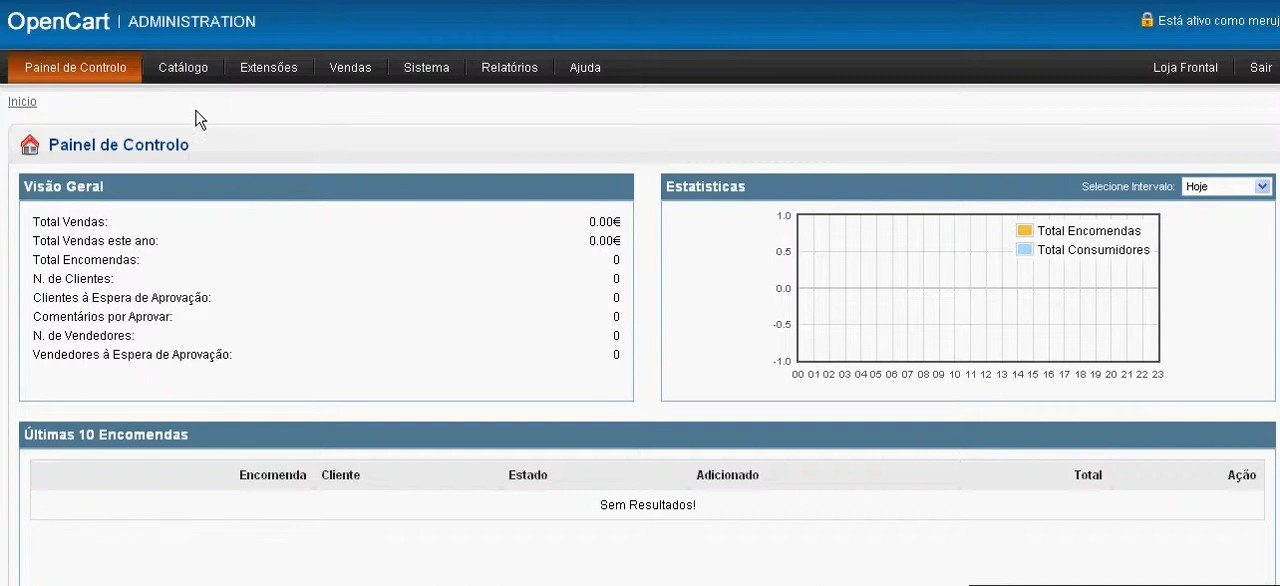 OpenCart | ADMINISTRATION
Está ativo como meruj
Painel de Controlo Catálogo Extensões Vendas Sistema Relatórios Ajuda Loja Frontal Sair
Inicio
Painel de Controlo
Visão Geral
Total Vendas: 0.00€
Total Vendas este ano: 0.00€
Total Encomendas: 0
N. de Clientes: 0
Clientes à Espera de Aprovação: 0
Comentários por Aprovar: 0
N. de Vendedores: 0
Vendedores à Espera de Aprovação: 0
Estatisticas Selecione Intervalo: Hoje
1.0
0.5
0.0
-0.5
-1.0
Total Encomendas
Total Consumidores
00 01 02 03 04 05 06 07 08 09 10 11 12 13 14 15 16 17 18 19 20 21 22 23
Últimas 10 Encomendas
Encomenda Cliente Estado Adicionado Total Ação
Sem Resultados!